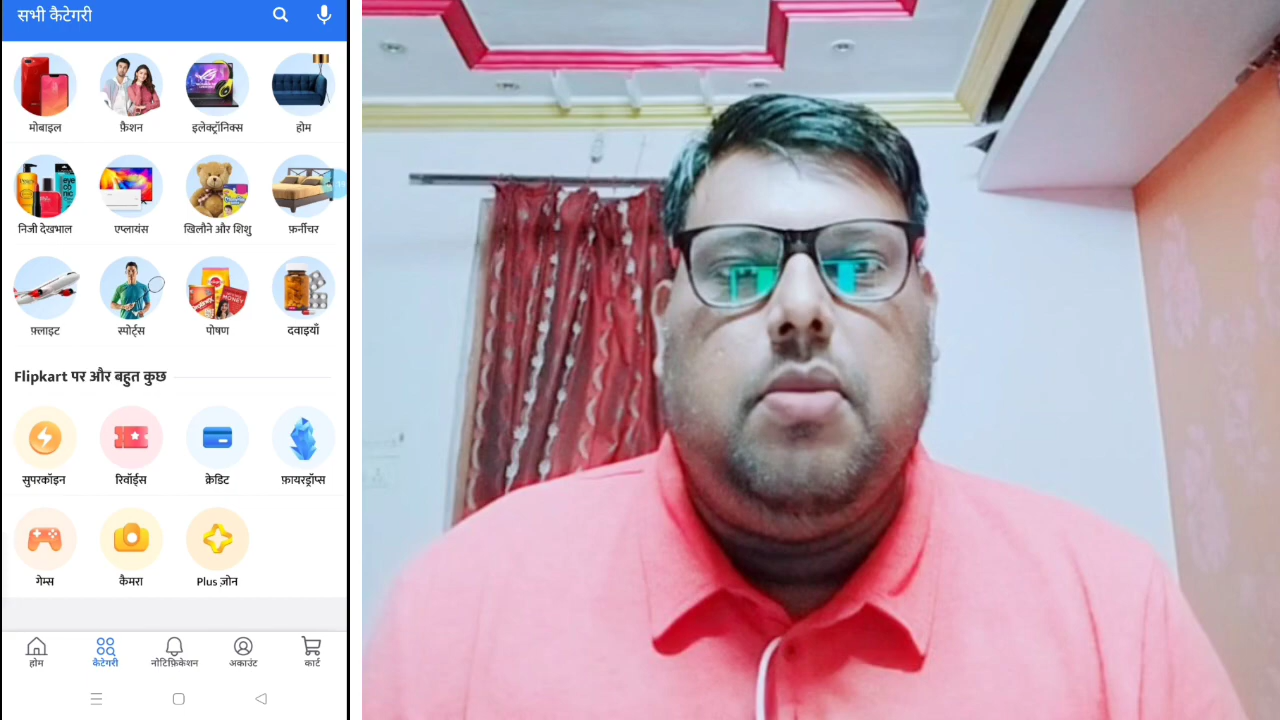 सभी कैटेगरी
मोबाइल फ़ैशन इलेक्ट्रॉनिक्स होम
निजी देखभाल एप्लायंस खिलौने और शिशु फ़र्नीचर
फ़्लाइट स्पोर्ट्स पोषण दवाइयाँ
Flipkart पर और बहुत कुछ
सुपरकॉइन रिवॉर्ड्स क्रेडिट फ़ायरड्रॉप्स
गेम्स कैमरा Plus ज़ोन
होम कैटेगरी नोटिफ़िकेशन अकाउंट कार्ट